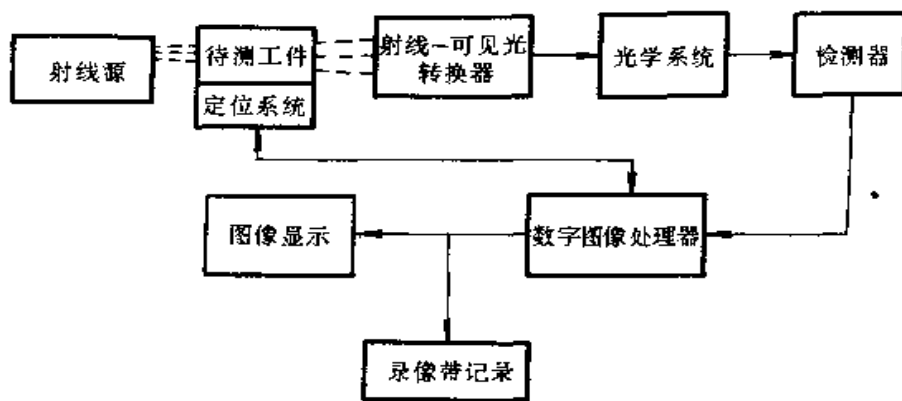 射线源
待测工件
定位系统
射线-可见光
转换器
光学系统
检测器
图像显示
数字图像处理器
录像带记录